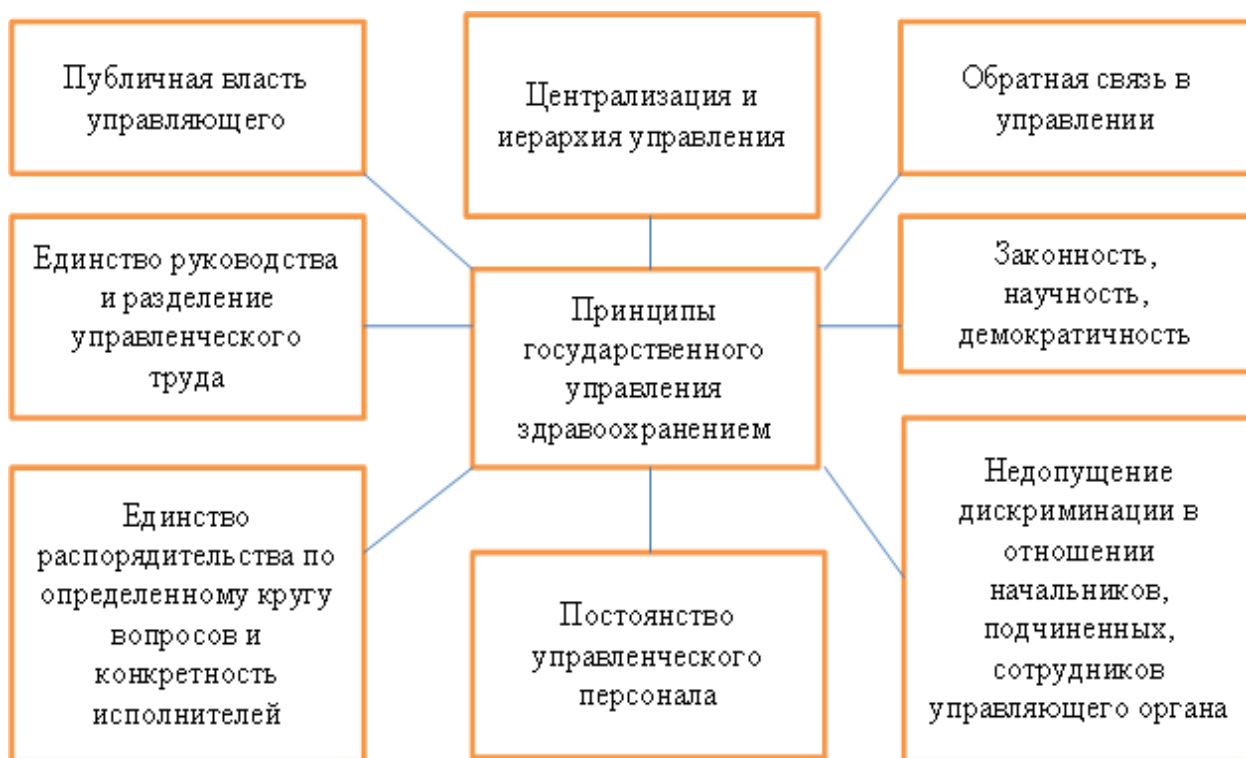 Публичная власть
управляющего
Централизация и
иерархия управления
Обратная связь в
управлении
Единство руководства
и разделение
управленческого
труда
Принципы
государственного
управления
здравоохранением
Законность,
научность,
демократичность
Единство
распорядительства по
определенному кругу
вопросов и
конкретность
исполнителей
Постоянство
управленческого
персонала
Недопущение
дискриминации в
отношении
начальников,
подчиненных,
сотрудников
управляющего органа